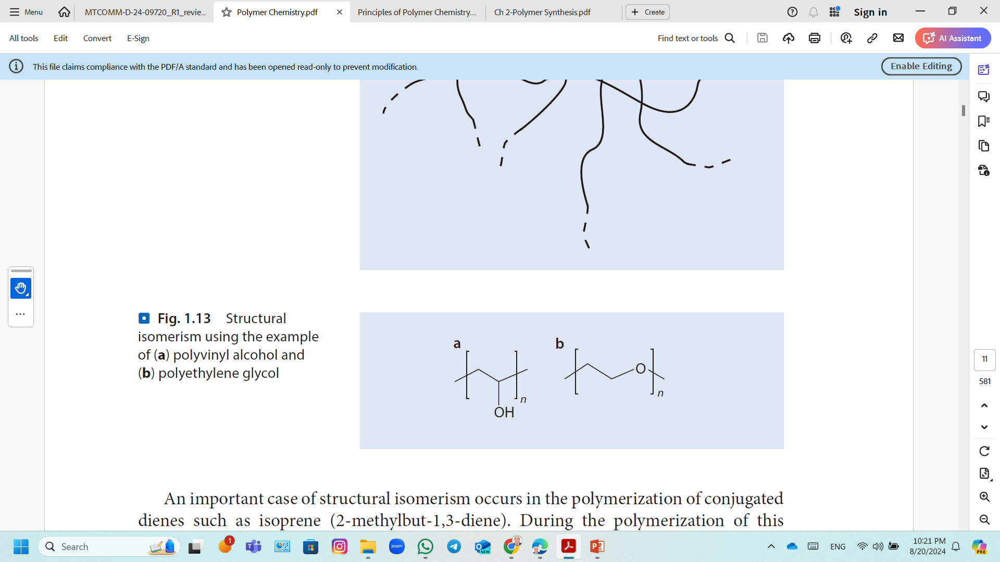 Menu
MTCOMM-D-24-09720_R1_revie...
Polymer Chemistry.pdf
Principles of Polymer Chemistry....
Ch 2-Polymer Synthesis.pdf
Create
Sign in
All tools
Edit
Convert
E-Sign
Find text or tools
AI Assistant
This file claims compliance with the PDF/A standard and has been opened read-only to prevent modification.
Enable Editing
Fig. 1.13 Structural
isomerism using the example
of (a) polyvinyl alcohol and
(b) polyethylene glycol
a
n
OH
b
O
n
An important case of structural isomerism occurs in the polymerization of conjugated
dienes such as isoprene (2-methylbut-1,3-diene). During the polymerization of this
11
581
Search
1
zoom
NEW
ENG
10:21 PM
8/20/2024
PRE